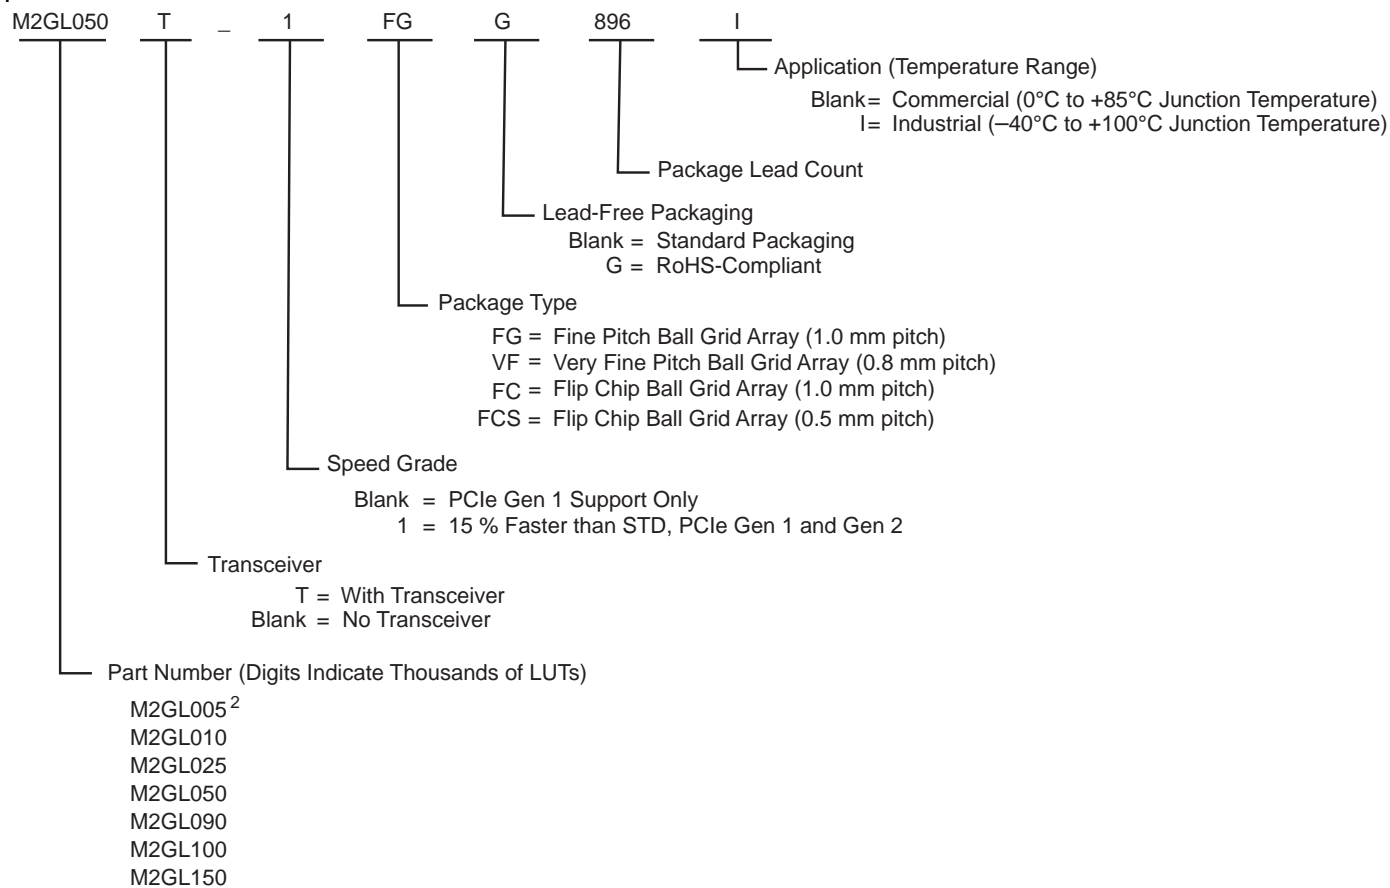 M2GL050 T _ 1 FG G 896 I
Application (Temperature Range)
Blank= Commercial (0°C to +85°C Junction Temperature)
I= Industrial (–40°C to +100°C Junction Temperature)
Package Lead Count
Lead-Free Packaging
Blank = Standard Packaging
G = RoHS-Compliant
Package Type
FG = Fine Pitch Ball Grid Array (1.0 mm pitch)
VF = Very Fine Pitch Ball Grid Array (0.8 mm pitch)
FC = Flip Chip Ball Grid Array (1.0 mm pitch)
FCS = Flip Chip Ball Grid Array (0.5 mm pitch)
Speed Grade
Blank = PCIe Gen 1 Support Only
1 = 15 % Faster than STD, PCIe Gen 1 and Gen 2
Transceiver
T = With Transceiver
Blank = No Transceiver
Part Number (Digits Indicate Thousands of LUTs)
M2GL005 2
M2GL010
M2GL025
M2GL050
M2GL090
M2GL100
M2GL150